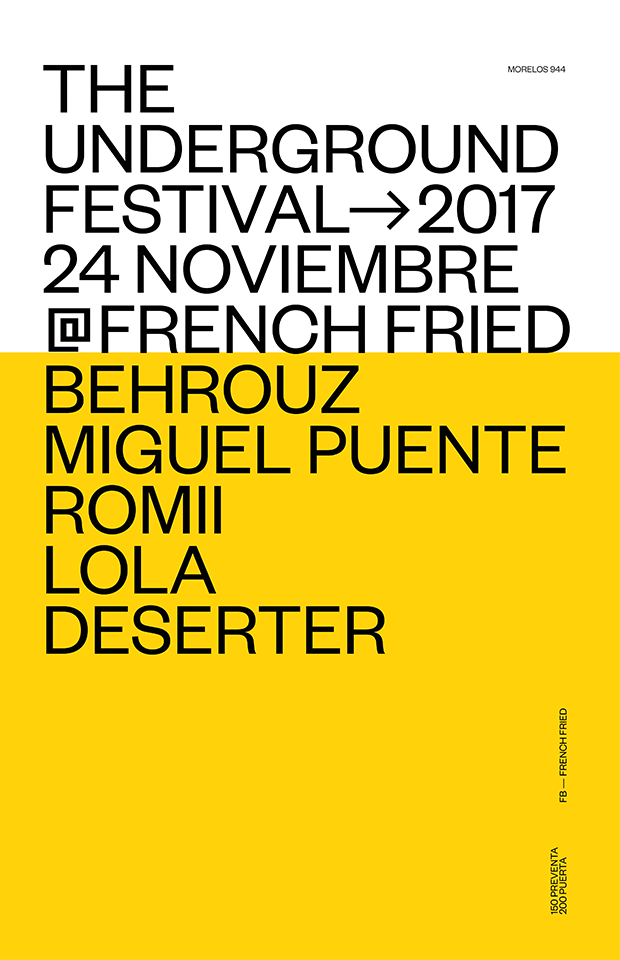 MORELOS 944
THE
UNDERGROUND
FESTIVAL→2017
24 NOVIEMBRE
@FRENCH FRIED
BEHROUZ
MIGUEL PUENTE
ROMII
LOLA
DESERTER
FB — FRENCH FRIED
150 PREVENTA
200 PUERTA